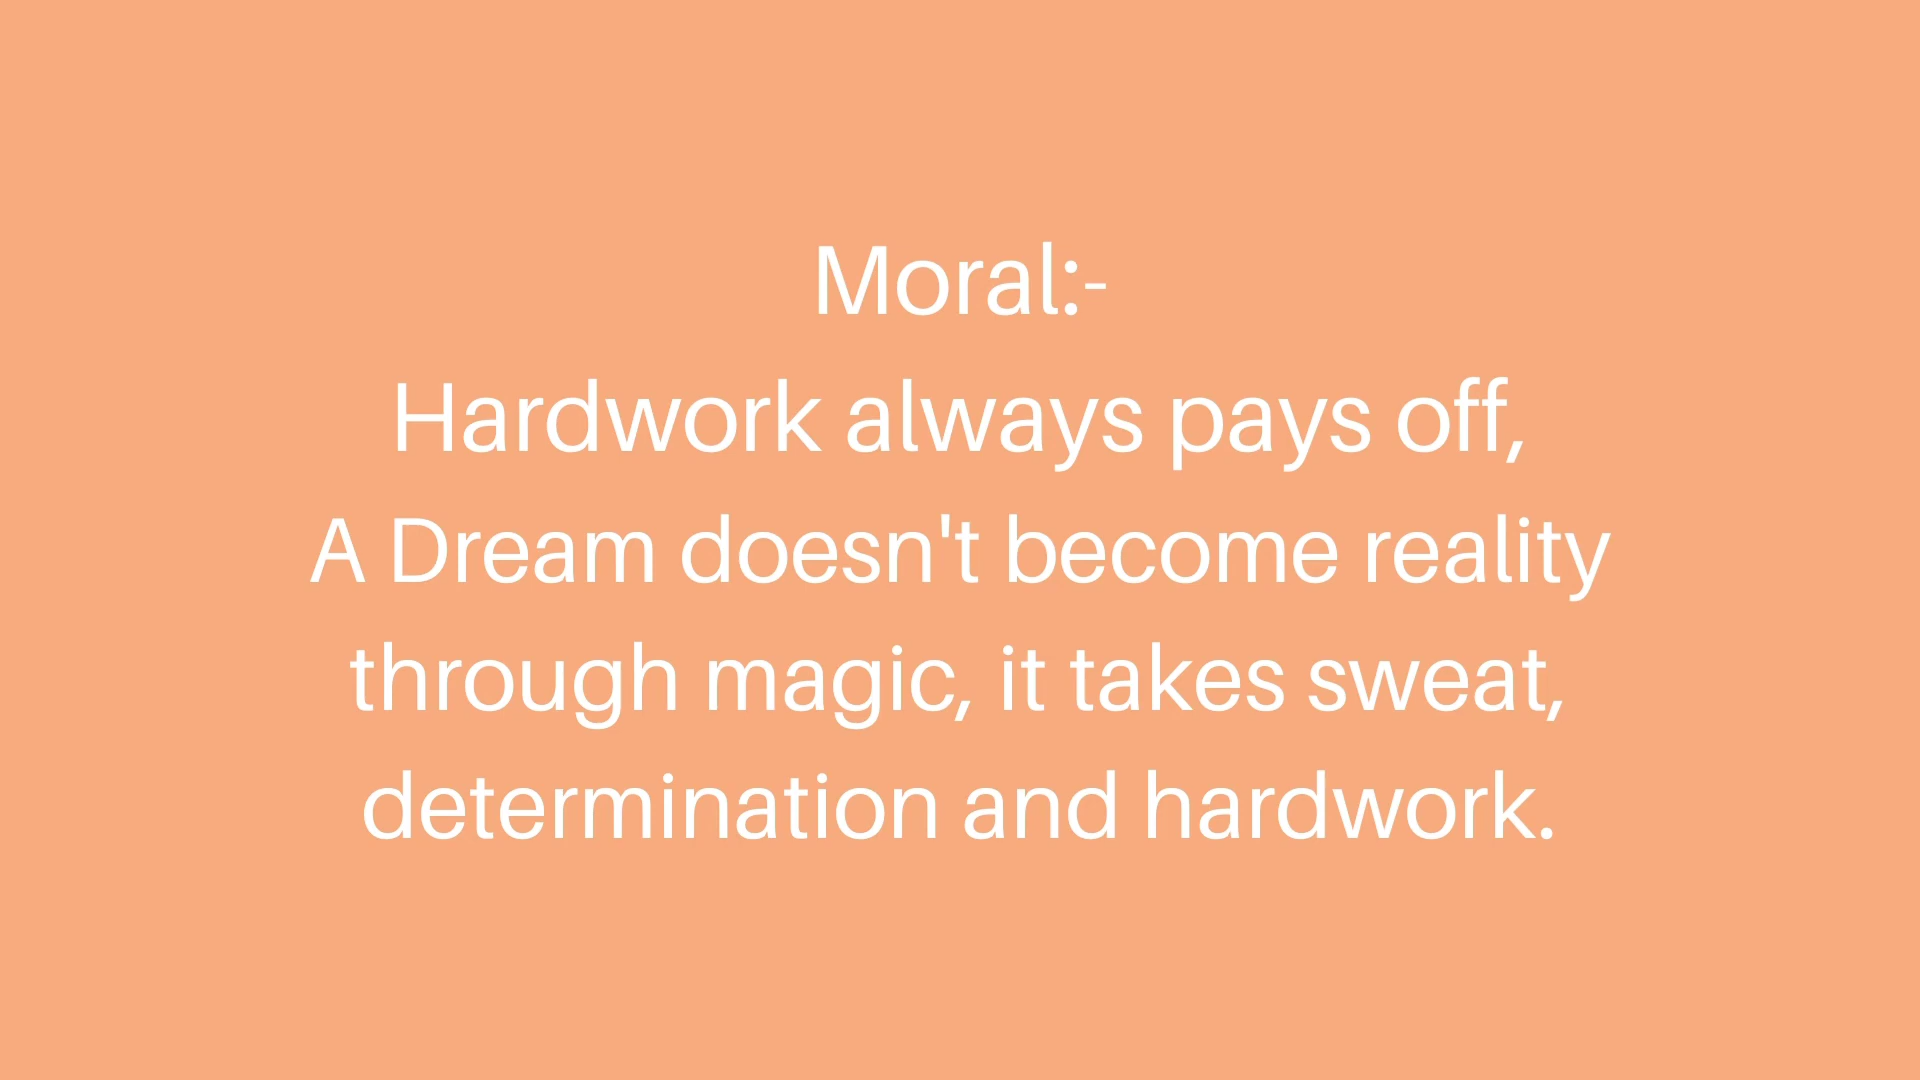 Moral:-
Hardwork always pays off,
A Dream doesn't become reality
through magic, it takes sweat,
determination and hardwork.